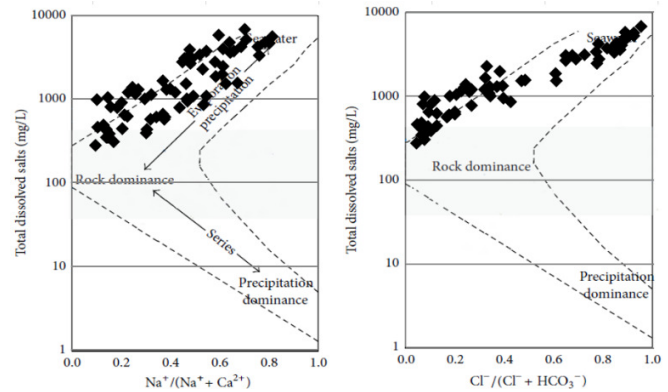 10000
1000
100
10
1
Total dissolved salts (mg/L)
Evaporation
precipitation
Rock dominance
Series
Precipitation
dominance
0.0 0.2 0.4 0.6 0.8 1.0
Na⁺/(Na⁺ + Ca²⁺)
10000
1000
100
10
1
Total dissolved salts (mg/L)
Rock dominance
Precipitation
dominance
0.0 0.2 0.4 0.6 0.8 1.0
Cl⁻/(Cl⁻ + HCO₃⁻)